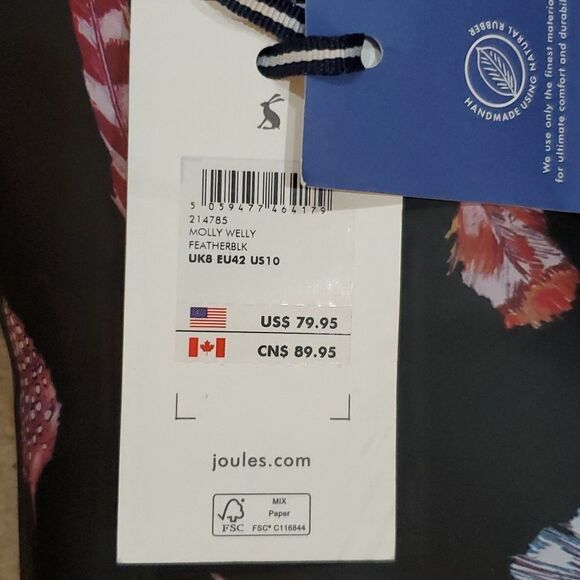 HANDMADE USING NATURAL RUBBER
We use only the finest materia
for ultimate comfort and durabil
5 059477 464179
214785
MOLLY WELLY
FEATHERBLK
UK8 EU42 US10
US$ 79.95
CN$ 89.95
joules.com
FSC
MIX
Paper
FSC® C116844